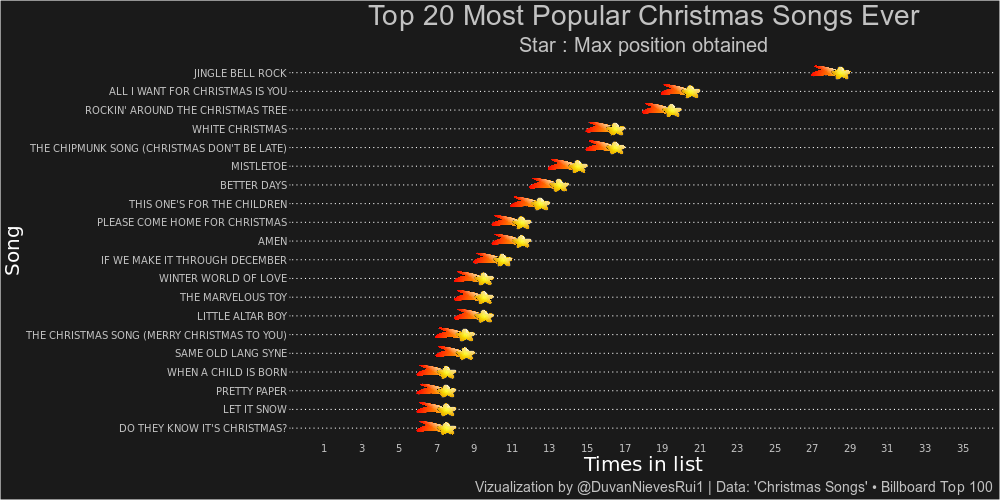 Top 20 Most Popular Christmas Songs Ever
Star : Max position obtained
JINGLE BELL ROCK
ALL I WANT FOR CHRISTMAS IS YOU
ROCKIN' AROUND THE CHRISTMAS TREE
WHITE CHRISTMAS
THE CHIPMUNK SONG (CHRISTMAS DON'T BE LATE)
MISTLETOE
BETTER DAYS
THIS ONE'S FOR THE CHILDREN
PLEASE COME HOME FOR CHRISTMAS
AMEN
IF WE MAKE IT THROUGH DECEMBER
WINTER WORLD OF LOVE
THE MARVELOUS TOY
LITTLE ALTAR BOY
THE CHRISTMAS SONG (MERRY CHRISTMAS TO YOU)
SAME OLD LANG SYNE
WHEN A CHILD IS BORN
PRETTY PAPER
LET IT SNOW
DO THEY KNOW IT'S CHRISTMAS?
Song
1 3 5 7 9 11 13 15 17 19 21 23 25 27 29 31 33 35
Times in list
Vizualization by @DuvanNievesRui1 | Data: 'Christmas Songs' • Billboard Top 100